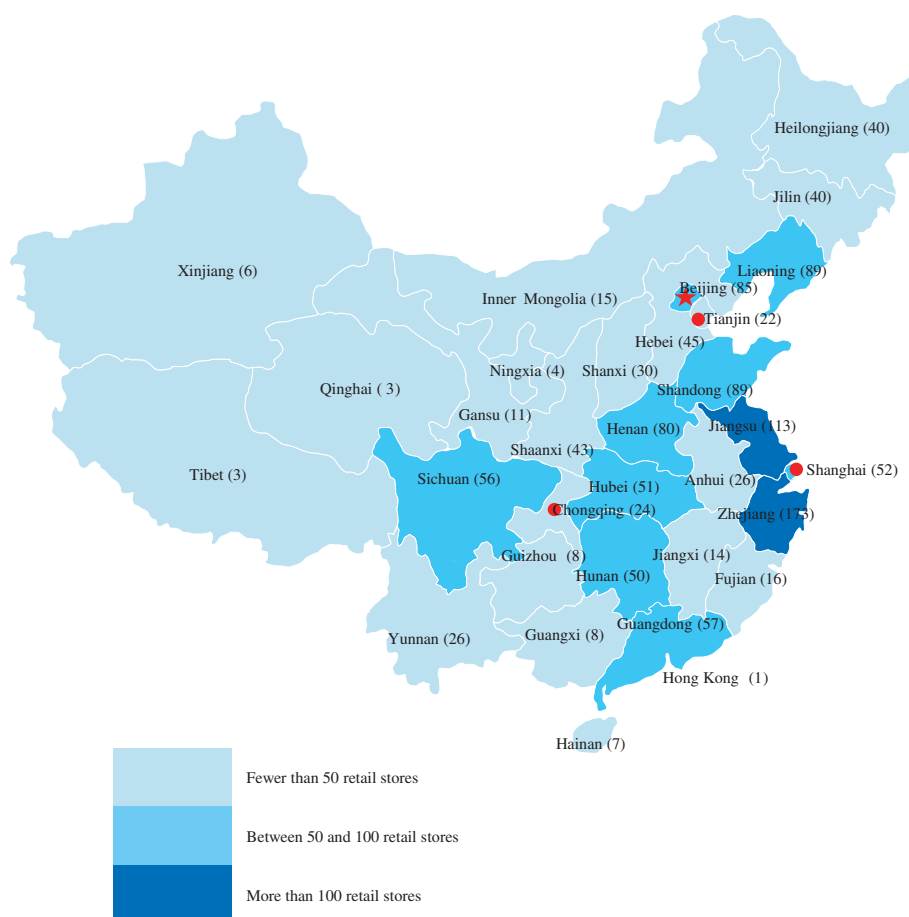 Heilongjiang (40)
Jilin (40)
Xinjiang (6)
Liaoning (89)
Beijing (85)
Inner Mongolia (15)
Tianjin (22)
Hebei (45)
Ningxia (4)
Shanxi (30)
Qinghai ( 3)
Shandong (89)
Gansu (11)
Henan (80)
Jiangsu (113)
Shaanxi (43)
Tibet (3)
Sichuan (56)
Shanghai (52)
Hubei (51)
Anhui (26)
Chongqing (24)
Zhejiang (173)
Guizhou (8)
Jiangxi (14)
Hunan (50)
Fujian (16)
Guangdong (57)
Yunnan (26)
Guangxi (8)
Hong Kong (1)
Hainan (7)
Fewer than 50 retail stores
Between 50 and 100 retail stores
More than 100 retail stores